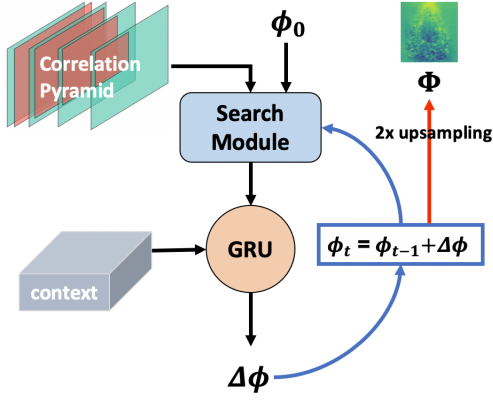 ϕ₀
Correlation
Pyramid
Φ
Search
Module
2x upsampling
GRU
ϕₜ = ϕₜ₋₁+Δϕ
context
Δϕ